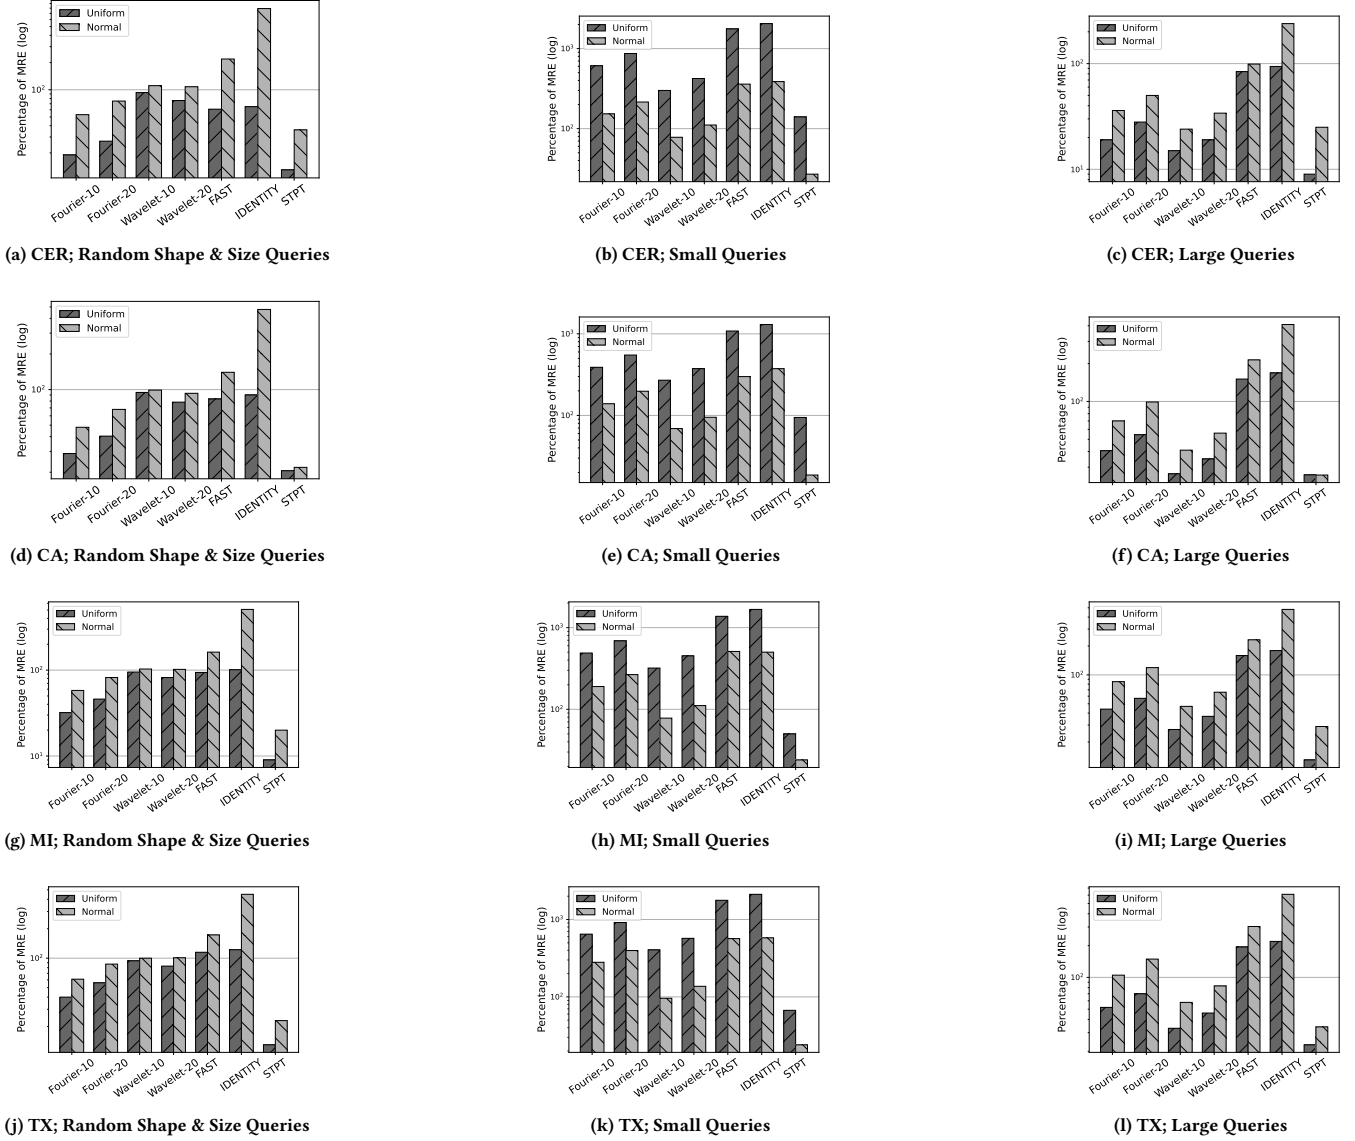 Percentage of MRE (log)
Uniform
Normal
10²
Fourier-10
Fourier-20
Wavelet-10
Wavelet-20
FAST
IDENTITY
STPT
(a) CER; Random Shape & Size Queries
Percentage of MRE (log)
Uniform
Normal
10³
10²
Fourier-10
Fourier-20
Wavelet-10
Wavelet-20
FAST
IDENTITY
STPT
(b) CER; Small Queries
Percentage of MRE (log)
Uniform
Normal
10²
10¹
Fourier-10
Fourier-20
Wavelet-10
Wavelet-20
FAST
IDENTITY
STPT
(c) CER; Large Queries
Percentage of MRE (log)
Uniform
Normal
10²
Fourier-10
Fourier-20
Wavelet-10
Wavelet-20
FAST
IDENTITY
STPT
(d) CA; Random Shape & Size Queries
Percentage of MRE (log)
Uniform
Normal
10³
10²
Fourier-10
Fourier-20
Wavelet-10
Wavelet-20
FAST
IDENTITY
STPT
(e) CA; Small Queries
Percentage of MRE (log)
Uniform
Normal
10²
Fourier-10
Fourier-20
Wavelet-10
Wavelet-20
FAST
IDENTITY
STPT
(f) CA; Large Queries
Percentage of MRE (log)
Uniform
Normal
10²
10¹
Fourier-10
Fourier-20
Wavelet-10
Wavelet-20
FAST
IDENTITY
STPT
(g) MI; Random Shape & Size Queries
Percentage of MRE (log)
Uniform
Normal
10³
10²
Fourier-10
Fourier-20
Wavelet-10
Wavelet-20
FAST
IDENTITY
STPT
(h) MI; Small Queries
Percentage of MRE (log)
Uniform
Normal
10²
Fourier-10
Fourier-20
Wavelet-10
Wavelet-20
FAST
IDENTITY
STPT
(i) MI; Large Queries
Percentage of MRE (log)
Uniform
Normal
10²
Fourier-10
Fourier-20
Wavelet-10
Wavelet-20
FAST
IDENTITY
STPT
(j) TX; Random Shape & Size Queries
Percentage of MRE (log)
Uniform
Normal
10³
10²
Fourier-10
Fourier-20
Wavelet-10
Wavelet-20
FAST
IDENTITY
STPT
(k) TX; Small Queries
Percentage of MRE (log)
Uniform
Normal
10²
Fourier-10
Fourier-20
Wavelet-10
Wavelet-20
FAST
IDENTITY
STPT
(l) TX; Large Queries